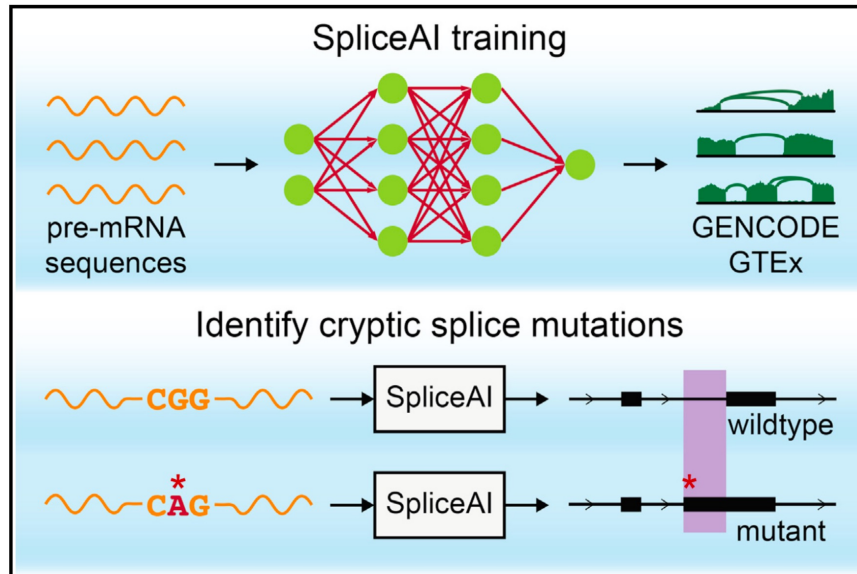 SpliceAI training
pre-mRNA
sequences
GENCODE
GTEx
Identify cryptic splice mutations
CGG
SpliceAI
wildtype
*
CAG
SpliceAI
*
mutant